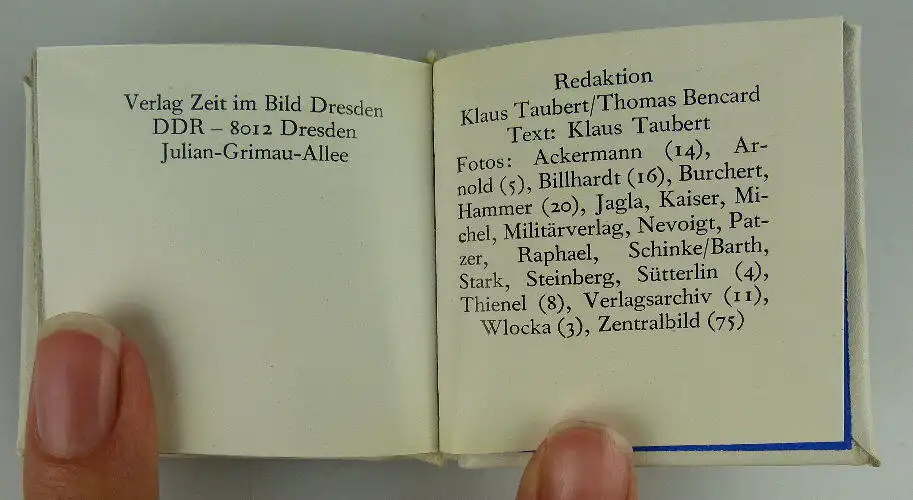 Verlag Zeit im Bild Dresden
DDR – 8012 Dresden
Julian-Grimau-Allee
Redaktion
Klaus Taubert/Thomas Bencard
Text: Klaus Taubert
Fotos: Ackermann (14), Ar-
nold (5), Billhardt (16), Burchert,
Hammer (20), Jagla, Kaiser, Mi-
chel, Militärverlag, Nevoigt, Pat-
zer, Raphael, Schinke/Barth,
Stark, Steinberg, Sütterlin (4),
Thienel (8), Verlagsarchiv (11),
Wlocka (3), Zentralbild (75)